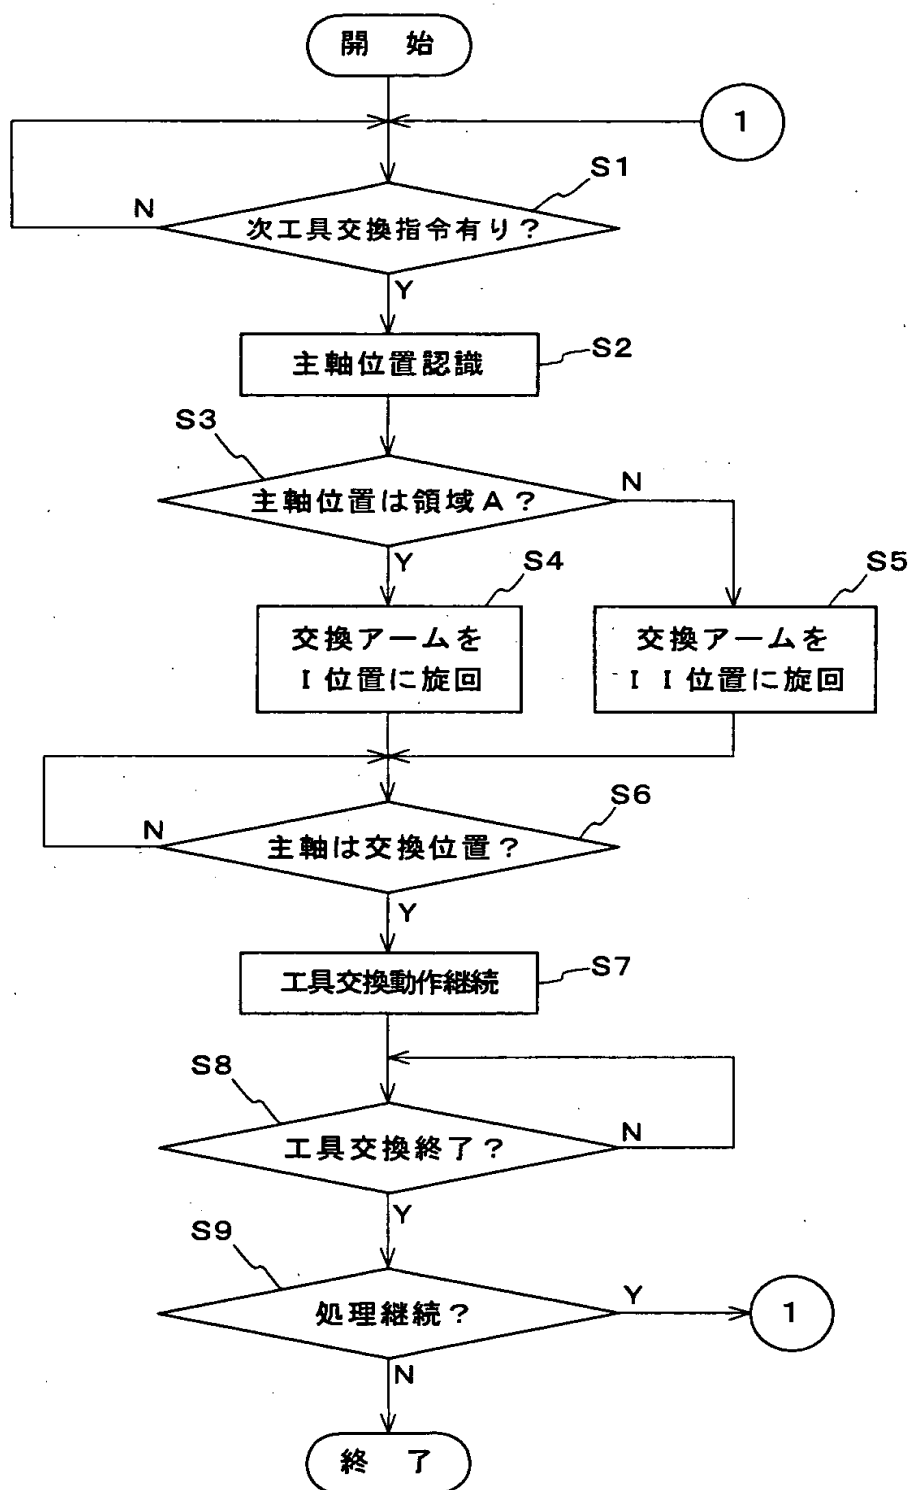 開 始
1
S1
N
次工具交換指令有り？
Y
S2
主軸位置認識
S3
N
主軸位置は領域A？
Y
S4
S5
交換アームを
I位置に旋回
交換アームを
II位置に旋回
S6
N
主軸は交換位置？
Y
S7
工具交換動作継続
S8
N
工具交換終了？
Y
S9
Y
処理継続？
1
N
終 了